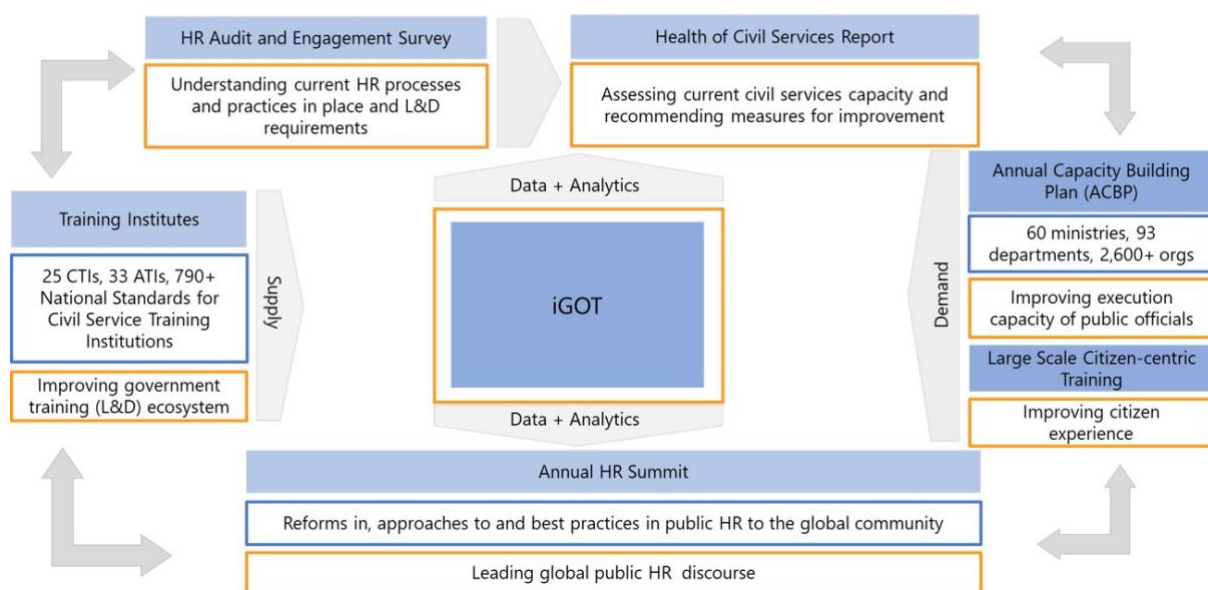 HR Audit and Engagement Survey
Understanding current HR processes
and practices in place and L&D
requirements
Health of Civil Services Report
Assessing current civil services capacity and
recommending measures for improvement
Training Institutes
25 CTIs, 33 ATIs, 790+
National Standards for
Civil Service Training
Institutions
Improving government
training (L&D) ecosystem
Supply
Data + Analytics
iGOT
Data + Analytics
Demand
Annual Capacity Building
Plan (ACBP)
60 ministries, 93
departments, 2,600+ orgs
Improving execution
capacity of public officials
Large Scale Citizen-centric
Training
Improving citizen
experience
Annual HR Summit
Reforms in, approaches to and best practices in public HR to the global community
Leading global public HR discourse